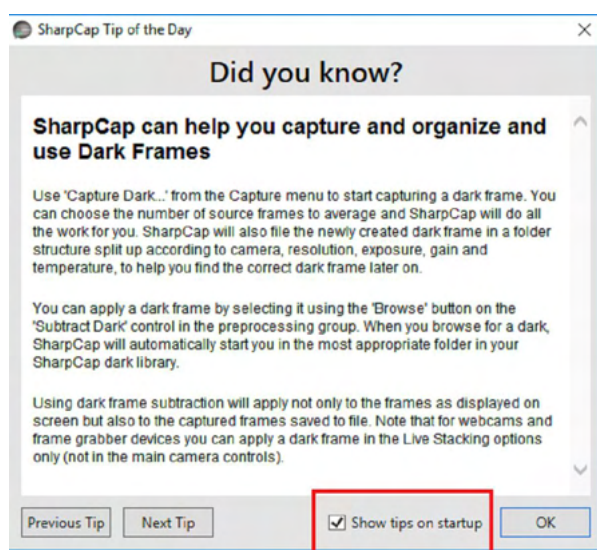 SharpCap Tip of the Day
Did you know?
SharpCap can help you capture and organize and
use Dark Frames
Use 'Capture Dark...' from the Capture menu to start capturing a dark frame. You
can choose the number of source frames to average and SharpCap will do all
the work for you. SharpCap will also file the newly created dark frame in a folder
structure split up according to camera, resolution, exposure, gain and
temperature, to help you find the correct dark frame later on.
You can apply a dark frame by selecting it using the 'Browse' button on the
'Subtract Dark' control in the preprocessing group. When you browse for a dark,
SharpCap will automatically start you in the most appropriate folder in your
SharpCap dark library.
Using dark frame subtraction will apply not only to the frames as displayed on
screen but also to the captured frames saved to file. Note that for webcams and
frame grabber devices you can apply a dark frame in the Live Stacking options
only (not in the main camera controls).
Previous Tip Next Tip Show tips on startup OK